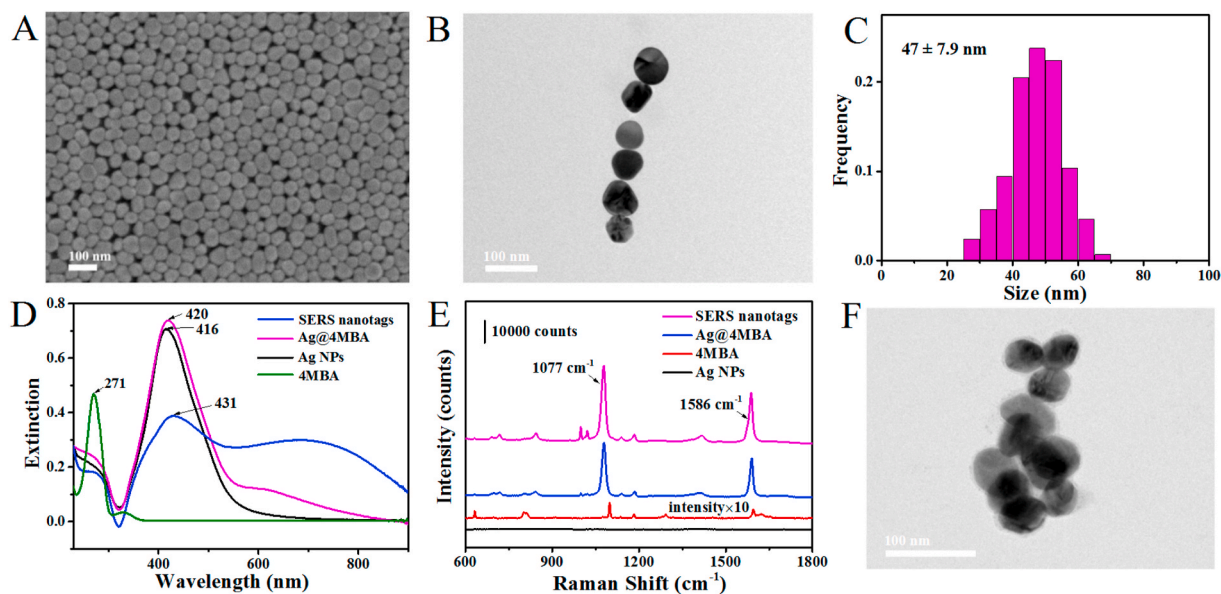 A
100 nm
B
100 nm
C
47 ± 7.9 nm
Frequency
0.2
0.1
0.0
0
20
40
60
80
100
Size (nm)
D
Extinction
0.8
0.6
0.4
0.2
0.0
420
416
271
431
SERS nanotags
Ag@4MBA
Ag NPs
4MBA
400
600
800
Wavelength (nm)
E
Intensity (counts)
10000 counts
SERS nanotags
Ag@4MBA
4MBA
Ag NPs
1077 cm⁻¹
1586 cm⁻¹
intensity×10
600
900
1200
1500
1800
Raman Shift (cm⁻¹)
F
100 nm